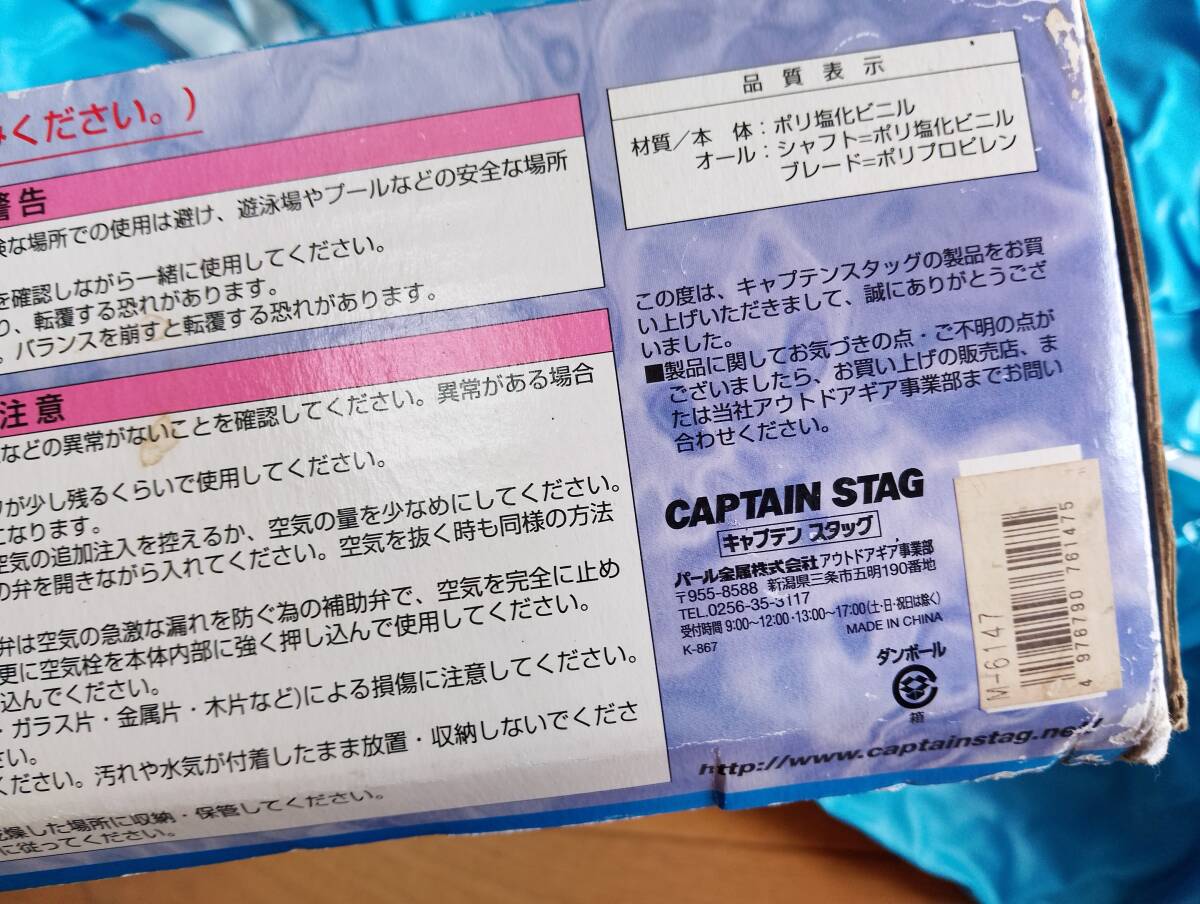 みください。)
警告
険な場所での使用は避け、遊泳場やプールなどの安全な場所
を確認しながら一緒に使用してください。
り、転覆する恐れがあります。
。バランスを崩すと転覆する恐れがあります。
注意
などの異常がないことを確認してください。異常がある場合
が少し残るくらいで使用してください。
になります。
空気の追加注入を控えるか、空気の量を少なめにしてください。
の弁を開きながら入れてください。空気を抜く時も同様の方法
弁は空気の急激な漏れを防ぐ為の補助弁で、空気を完全に止め
更に空気栓を本体内部に強く押し込んで使用してください。
込んでください。
・ガラス片・金属片・木片など)による損傷に注意してください。
さい。
ください。汚れや水気が付着したまま放置・収納しないでくださ
乾燥した場所に収納・保管してください。
に従ってください。
品質表示
材質/本 体:ポリ塩化ビニル
オール:シャフト=ポリ塩化ビニル
ブレード=ポリプロピレン
この度は、キャプテンスタッグの製品をお買
い上げいただきまして、誠にありがとうござ
いました。
■製品に関してお気づきの点・ご不明の点が
ございましたら、お買い上げの販売店、ま
たは当社アウトドアギア事業部までお問い
合わせください。
CAPTAIN STAG
キャプテン スタッグ
パール金属株式会社 アウトドアギア事業部
〒955-8588 新潟県三条市五明190番地
TEL.0256-35-3117
受付時間 9:00~12:00・13:00~17:00(土・日・祝日は除く)
MADE IN CHINA
K-867
ダンボール
箱
M-6147
4 976790 761475
http://www.captainstag.net/